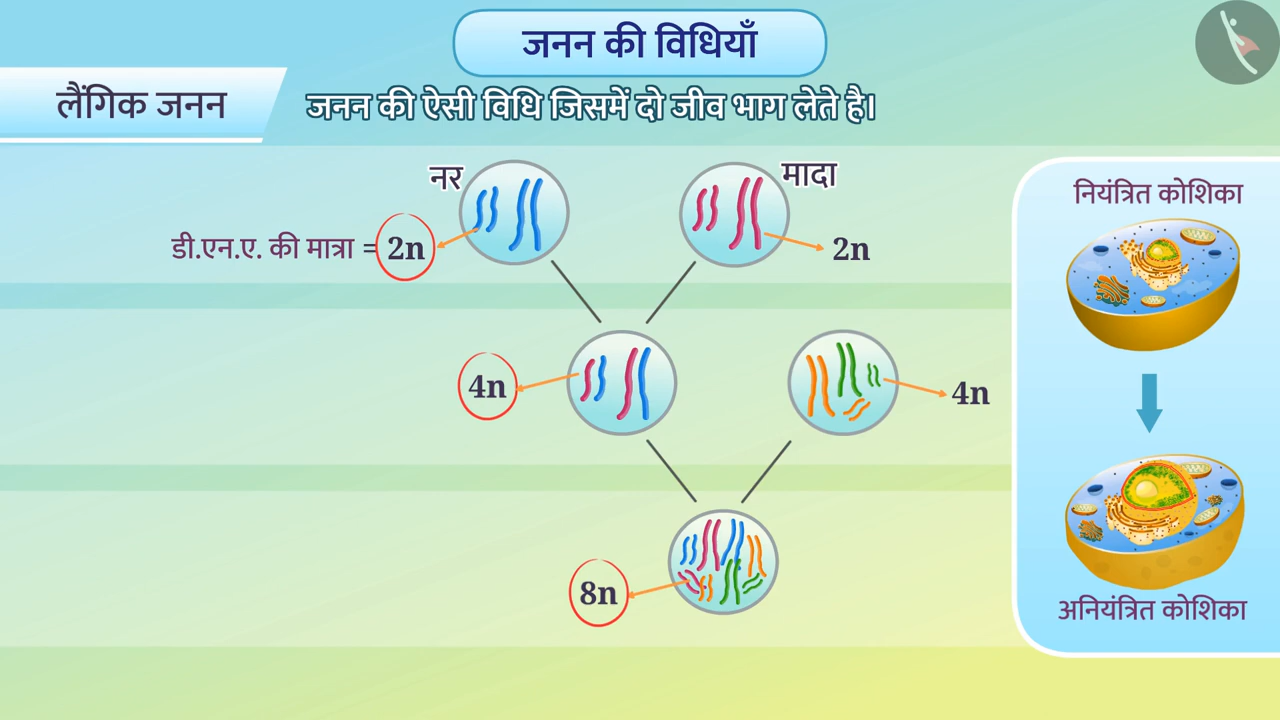 जनन की विधियाँ
लैंगिक जनन
जनन की ऐसी विधि जिसमें दो जीव भाग लेते है।
नर
मादा
डी.एन.ए. की मात्रा = 2n
2n
4n
4n
8n
नियंत्रित कोशिका
अनियंत्रित कोशिका